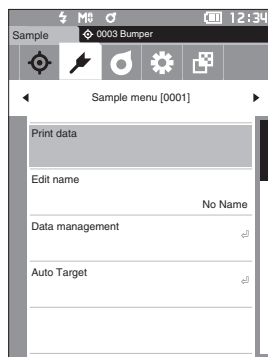 12:34
Sample
0003 Bumper
Sample menu [0001]
Print data
Edit name
No Name
Data management
Auto Target